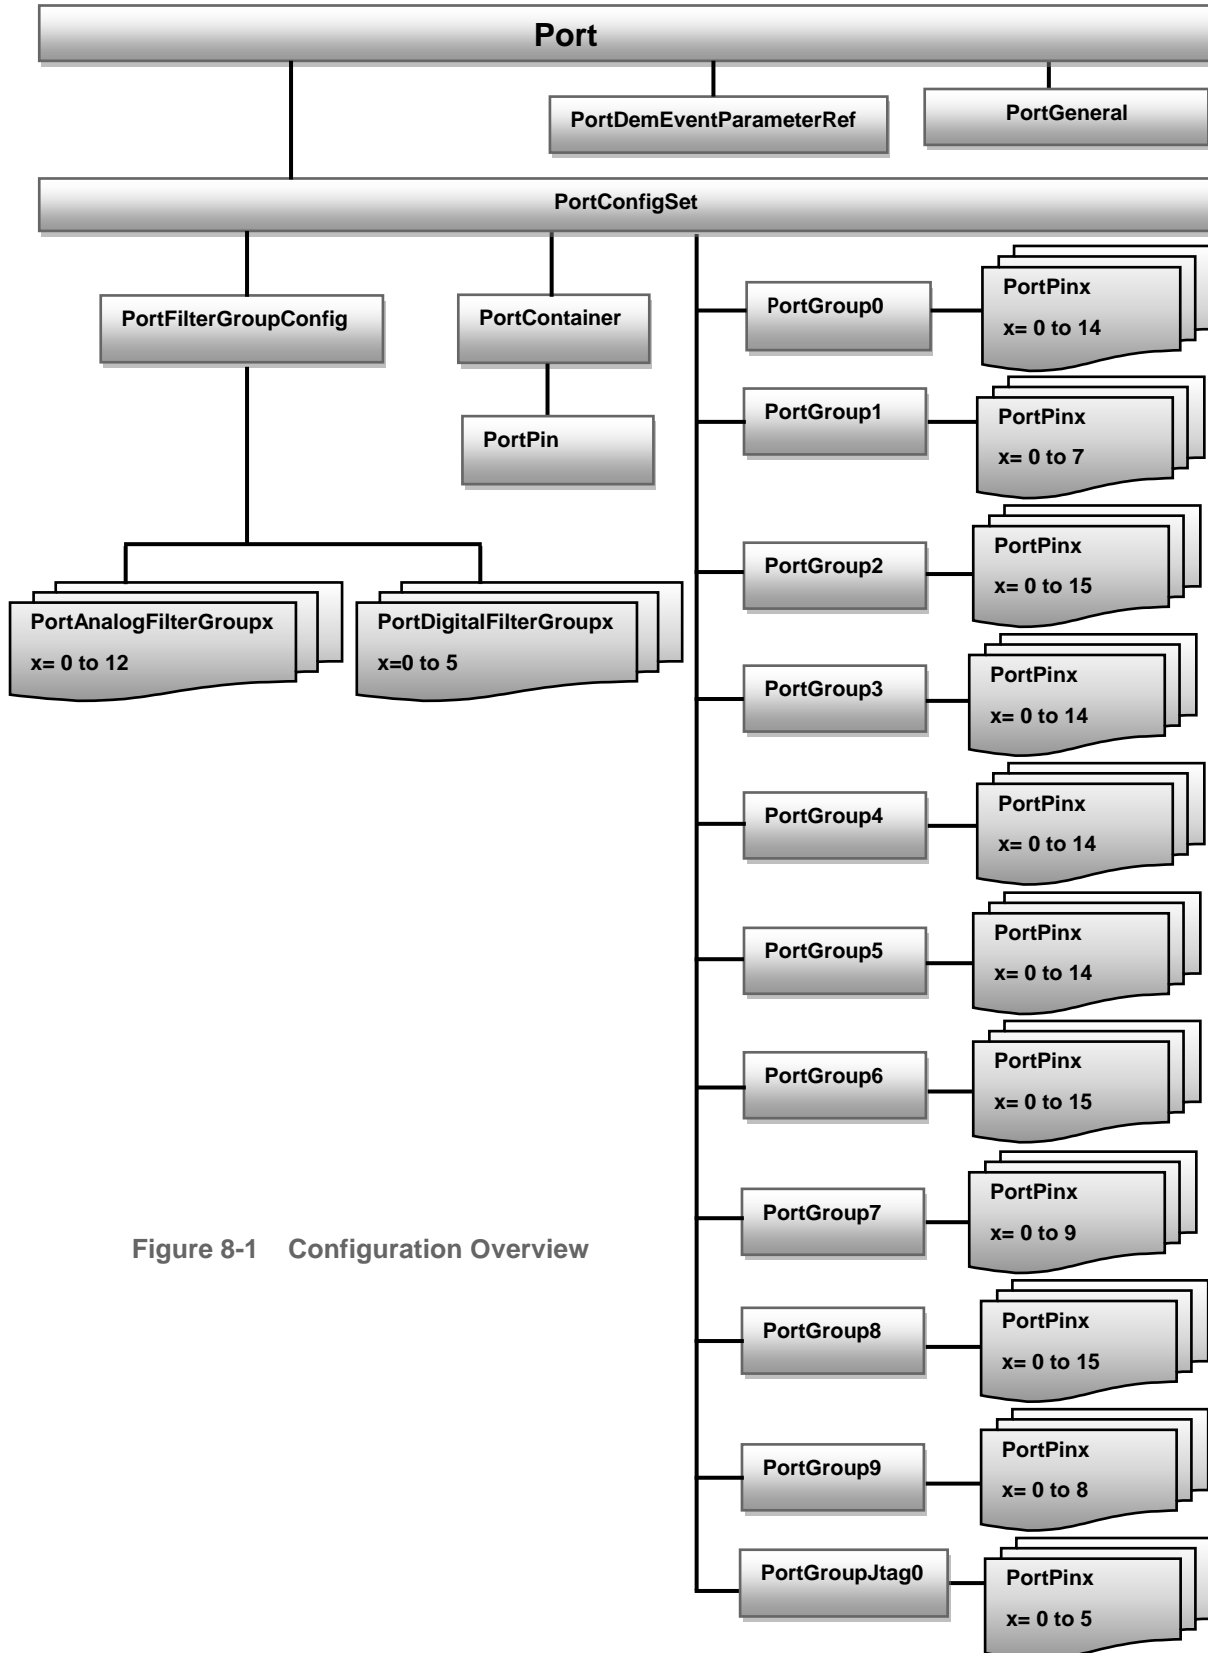 Port
PortDemEventParameterRef
PortGeneral
PortConfigSet
PortFilterGroupConfig
PortContainer
PortPin
PortAnalogFilterGroupx
x= 0 to 12
PortDigitalFilterGroupx
x=0 to 5
PortGroup0
PortPinx
x= 0 to 14
PortGroup1
PortPinx
x= 0 to 7
PortGroup2
PortPinx
x= 0 to 15
PortGroup3
PortPinx
x= 0 to 14
PortGroup4
PortPinx
x= 0 to 14
PortGroup5
PortPinx
x= 0 to 14
PortGroup6
PortPinx
x= 0 to 15
PortGroup7
PortPinx
x= 0 to 9
Figure 8-1 Configuration Overview
PortGroup8
PortPinx
x= 0 to 15
PortGroup9
PortPinx
x= 0 to 8
PortGroupJtag0
PortPinx
x= 0 to 5